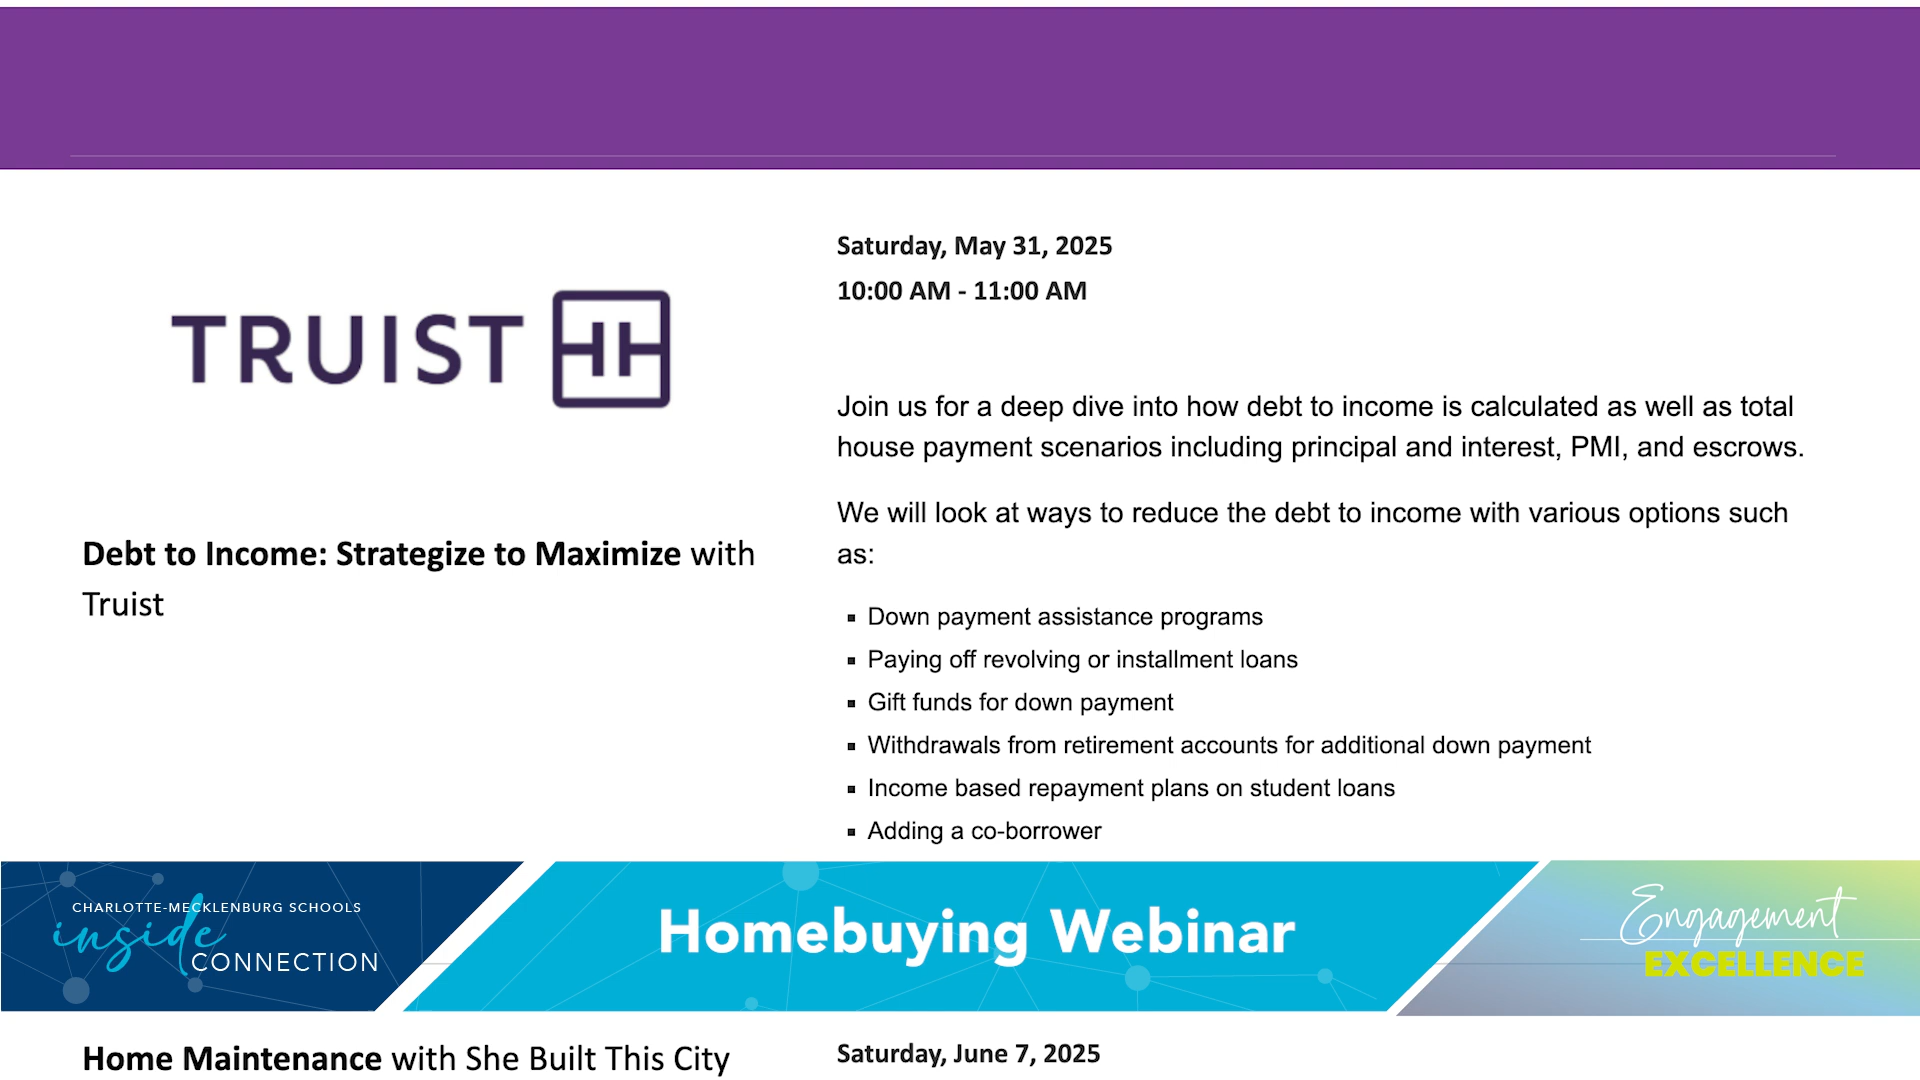 TRUIST
Debt to Income: Strategize to Maximize with
Truist
Saturday, May 31, 2025
10:00 AM - 11:00 AM
Join us for a deep dive into how debt to income is calculated as well as total
house payment scenarios including principal and interest, PMI, and escrows.
We will look at ways to reduce the debt to income with various options such
as:
▪ Down payment assistance programs
▪ Paying off revolving or installment loans
▪ Gift funds for down payment
▪ Withdrawals from retirement accounts for additional down payment
▪ Income based repayment plans on student loans
▪ Adding a co-borrower
CHARLOTTE-MECKLENBURG SCHOOLS
inside
CONNECTION
Homebuying Webinar
Engagement
EXCELLENCE
Home Maintenance with She Built This City
Saturday, June 7, 2025